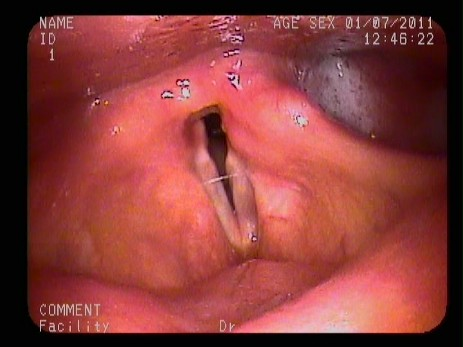 NAME AGE SEX 01/07/2011
ID 12:46:22
1
COMMENT
Facility Dr